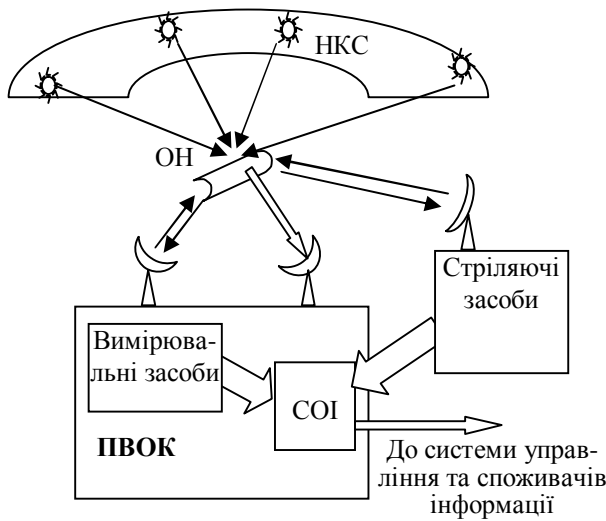 НКС
ОН
Стріляючі
засоби
Вимірюва-
льні засоби
СОІ
ПВОК
До системи управ-
ління та споживачів
інформації